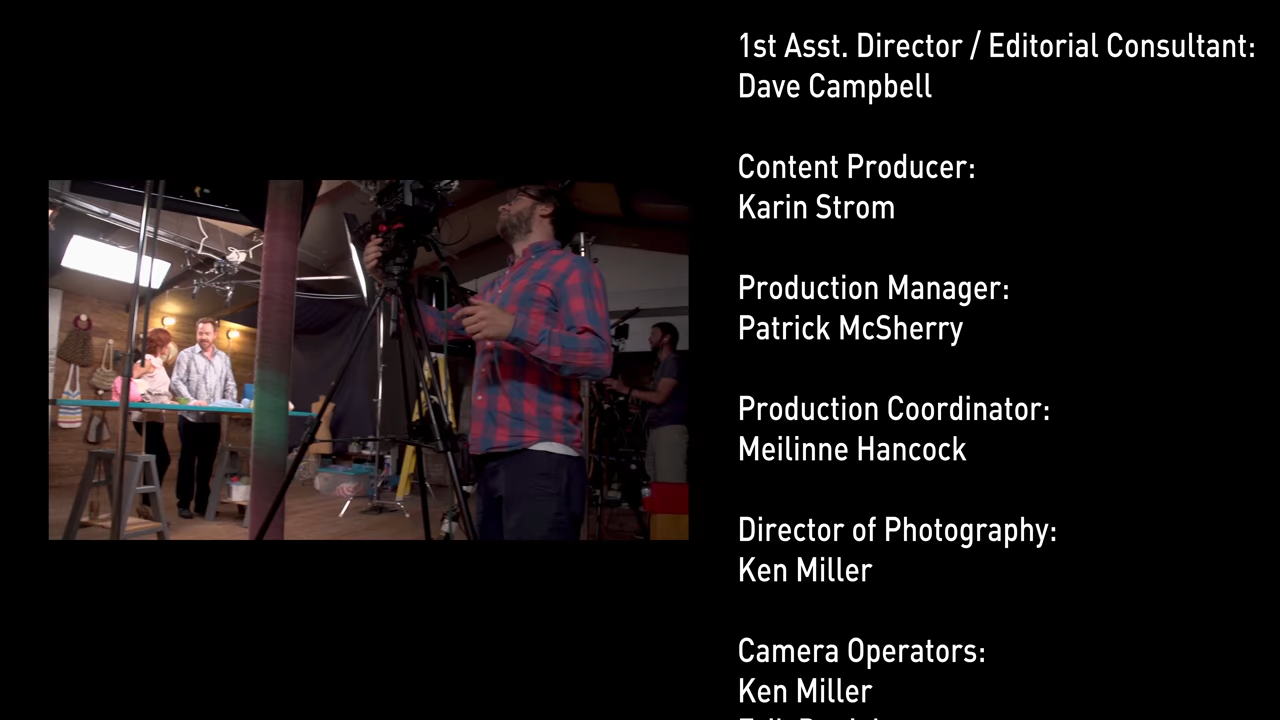 1st Asst. Director / Editorial Consultant:
Dave Campbell
Content Producer:
Karin Strom
Production Manager:
Patrick McSherry
Production Coordinator:
Meilinne Hancock
Director of Photography:
Ken Miller
Camera Operators:
Ken Miller